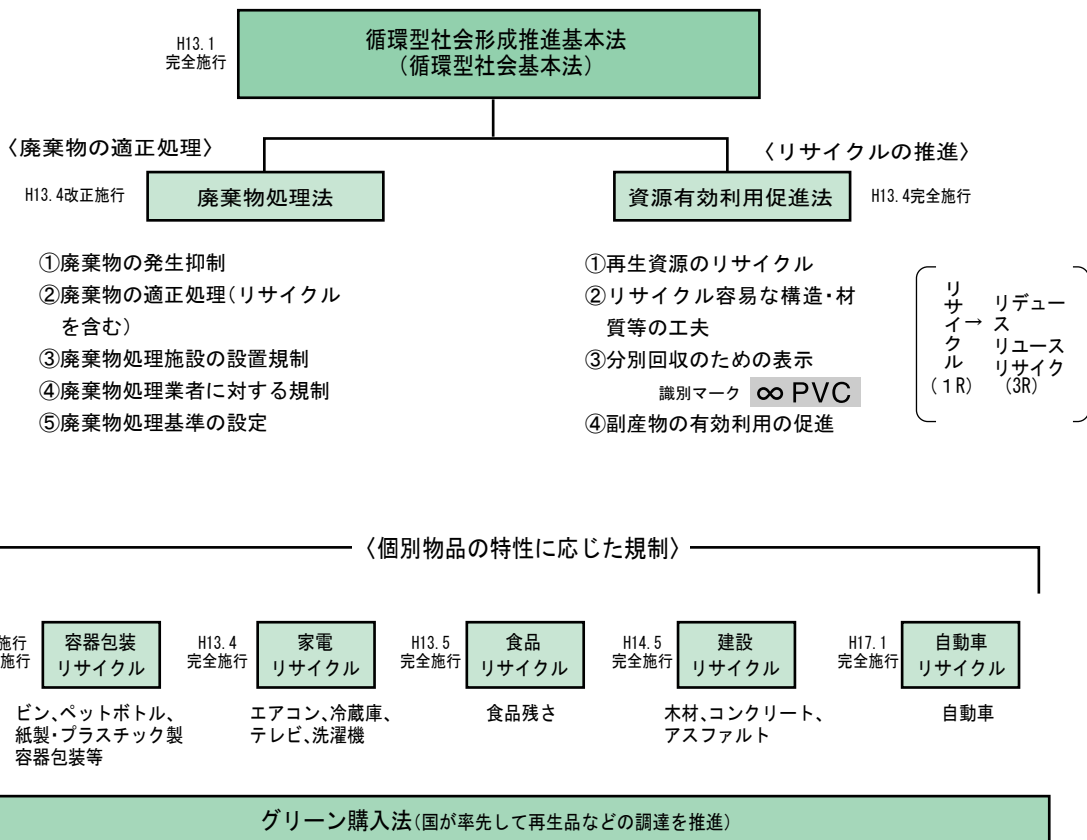 H13.1
完全施行
循環型社会形成推進基本法
（循環型社会基本法）
〈廃棄物の適正処理〉
〈リサイクルの推進〉
H13.4改正施行
廃棄物処理法
資源有効利用促進法
H13.4完全施行
①廃棄物の発生抑制
②廃棄物の適正処理（リサイクル
を含む）
③廃棄物処理施設の設置規制
④廃棄物処理業者に対する規制
⑤廃棄物処理基準の設定
①再生資源のリサイクル
②リサイクル容易な構造・材
質等の工夫
③分別回収のための表示
識別マーク ∞ PVC
④副産物の有効利用の促進
リサイクル
（1R）
→
リデュー
ス
リユース
リサイク
（3R）
〈個別物品の特性に応じた規制〉
施行
施行
容器包装
リサイクル
H13.4
完全施行
家電
リサイクル
H13.5
完全施行
食品
リサイクル
H14.5
完全施行
建設
リサイクル
H17.1
完全施行
自動車
リサイクル
ビン、ペットボトル、
紙製・プラスチック製
容器包装等
エアコン、冷蔵庫、
テレビ、洗濯機
食品残さ
木材、コンクリート、
アスファルト
自動車
グリーン購入法（国が率先して再生品などの調達を推進）